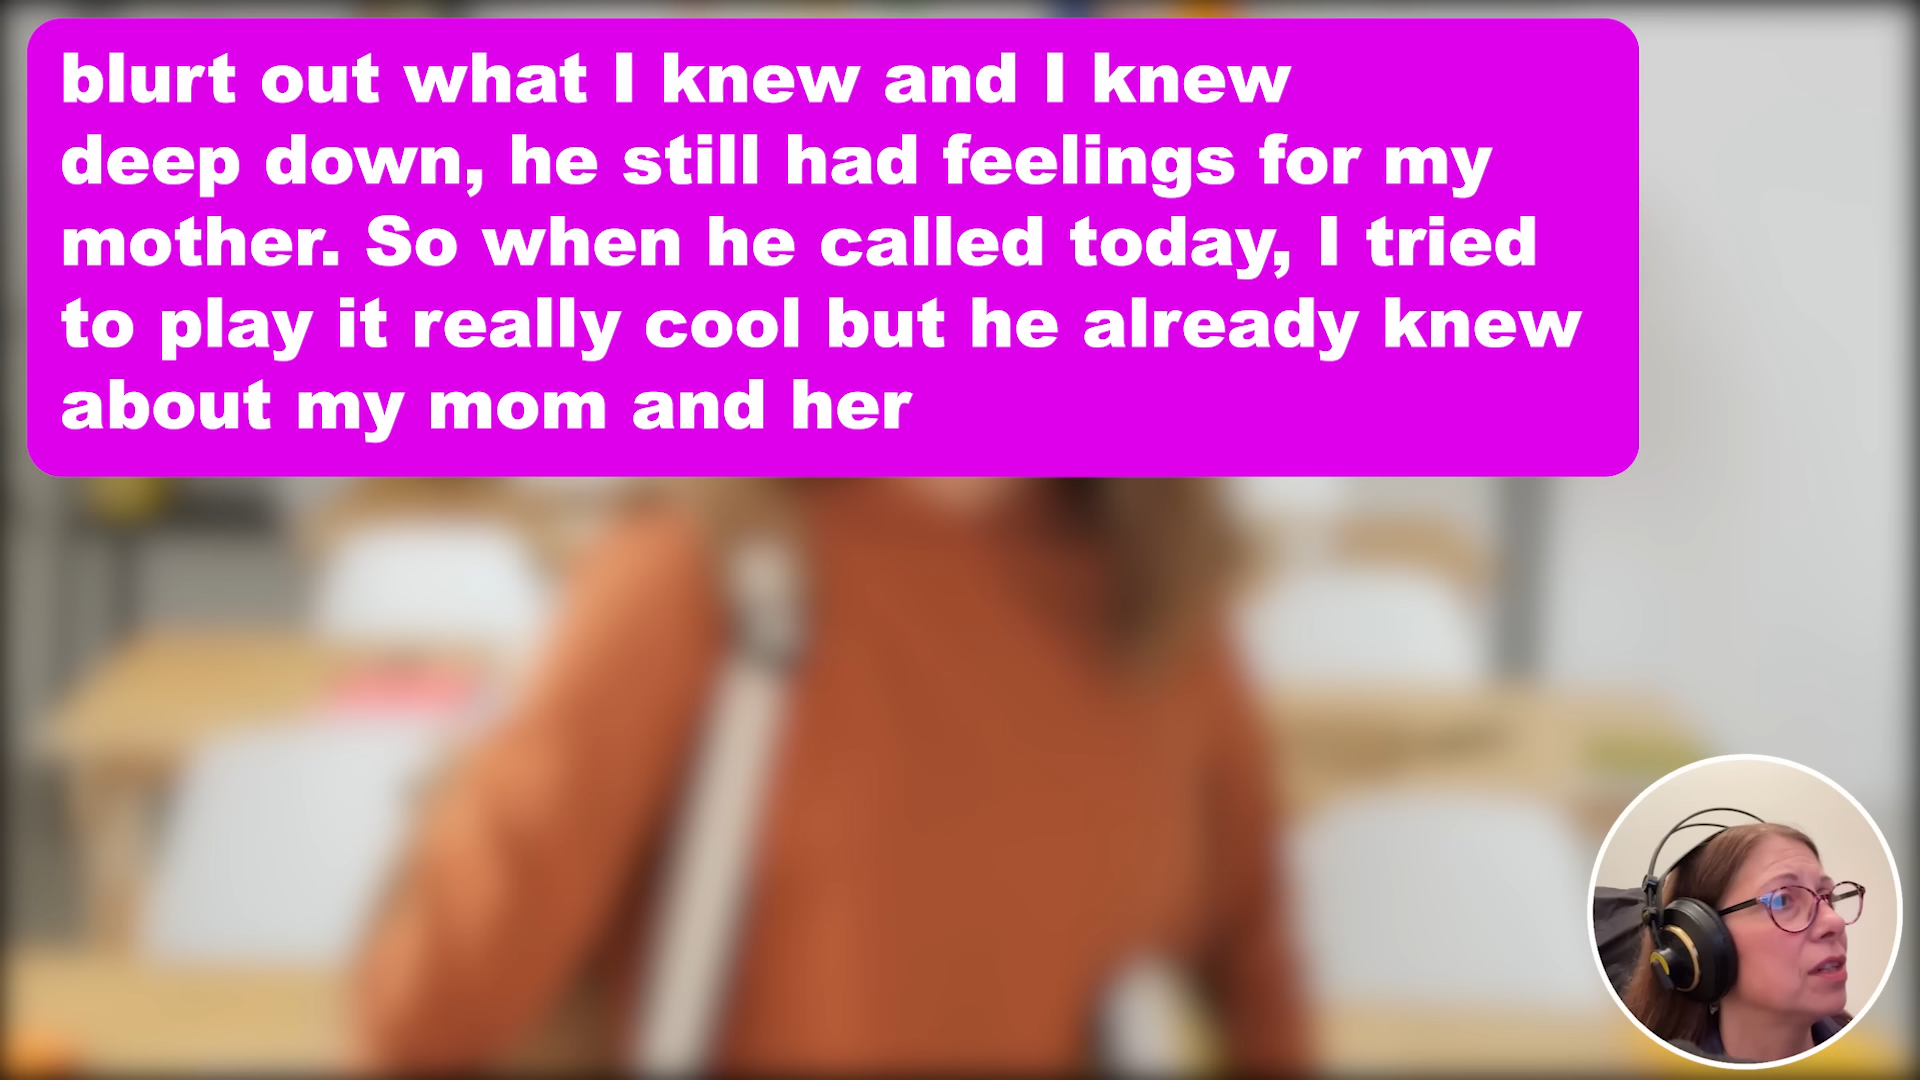 blurt out what I knew and I knew
deep down, he still had feelings for my
mother. So when he called today, I tried
to play it really cool but he already knew
about my mom and her